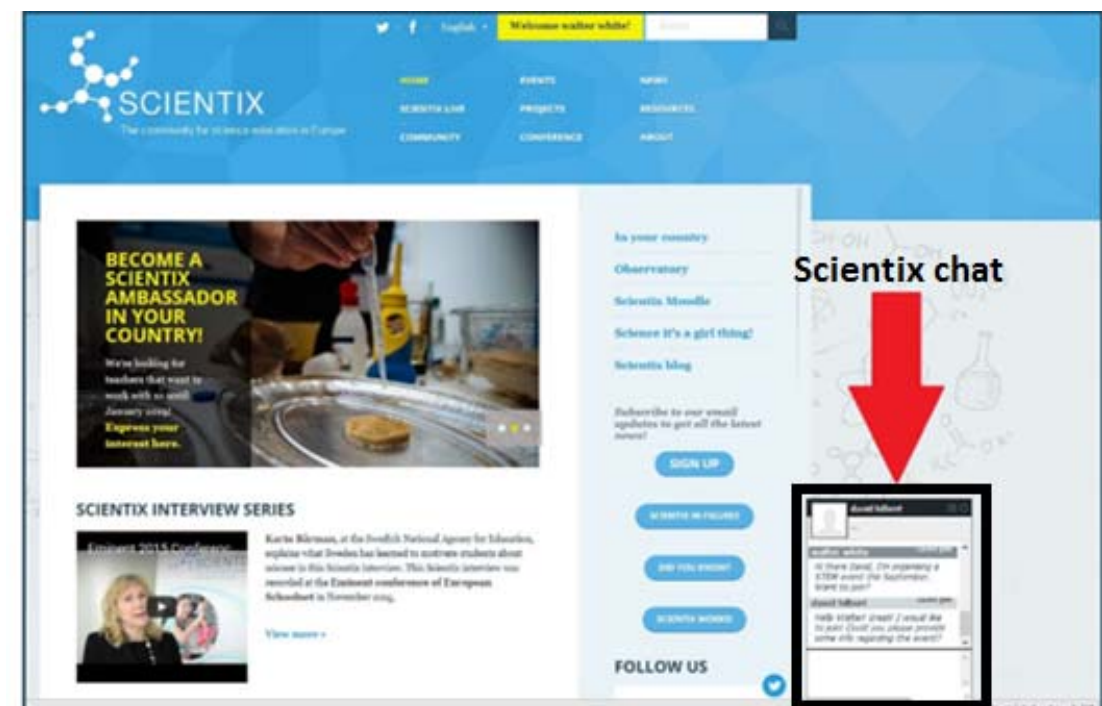 English
Welcome walter white!
SCIENTIX
The community for science education in Europe
HOME
EVENTS
NEWS
SCIENTIX LIVE
PROJECTS
RESOURCES
COMMUNITY
CONFERENCE
ABOUT
BECOME A
SCIENTIX
AMBASSADOR
IN YOUR
COUNTRY!
We're looking for
teachers that want to
work with us until
January
Express your
interest here.
In your country
Observatory
Scientix Moodle
Science it's a girl thing!
Scientix blog
Subscribe to our email
updates to get all the latest
news!
SIGN UP
SCIENTIX IN FIGURES
DID YOU KNOW?
SCIENTIX WORKS!
FOLLOW US
Scientix chat
SCIENTIX INTERVIEW SERIES
Eminent 2015 Conferenc
Karin Bårman, at the Swedish National Agency for Education,
explains what Sweden has learned to motivate students about
science in this Scientix interview. This Scientix interview was
recorded at the Eminent conference of European
Schoolnet in November
View more »
david hilbert
walter white
Hi there David, I'm organising a
STEM event this September.
Want to join?
david hilbert
Hello Walter! Great! I would like
to join! Could you please provide
some info regarding the event?